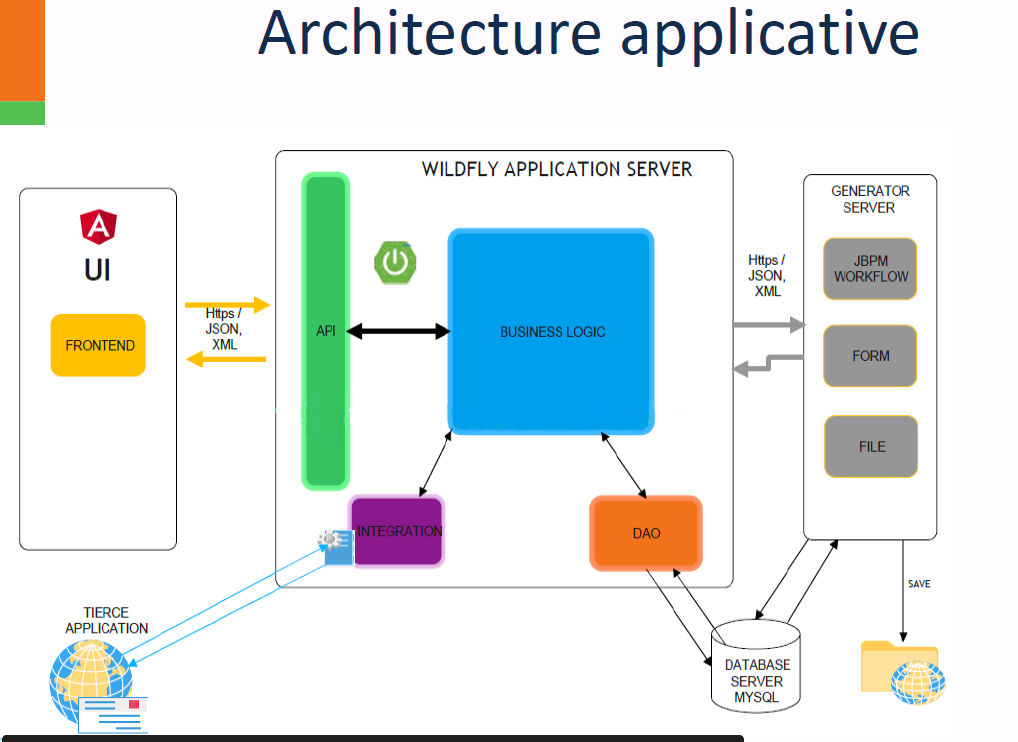 Architecture applicative
WILDFLY APPLICATION SERVER
A
UI
FRONTEND
Https /
JSON,
XML
API
BUSINESS LOGIC
INTEGRATION
DAO
Https /
JSON,
XML
GENERATOR
SERVER
JBPM
WORKFLOW
FORM
FILE
SAVE
TIERCE
APPLICATION
DATABASE
SERVER
MYSQL